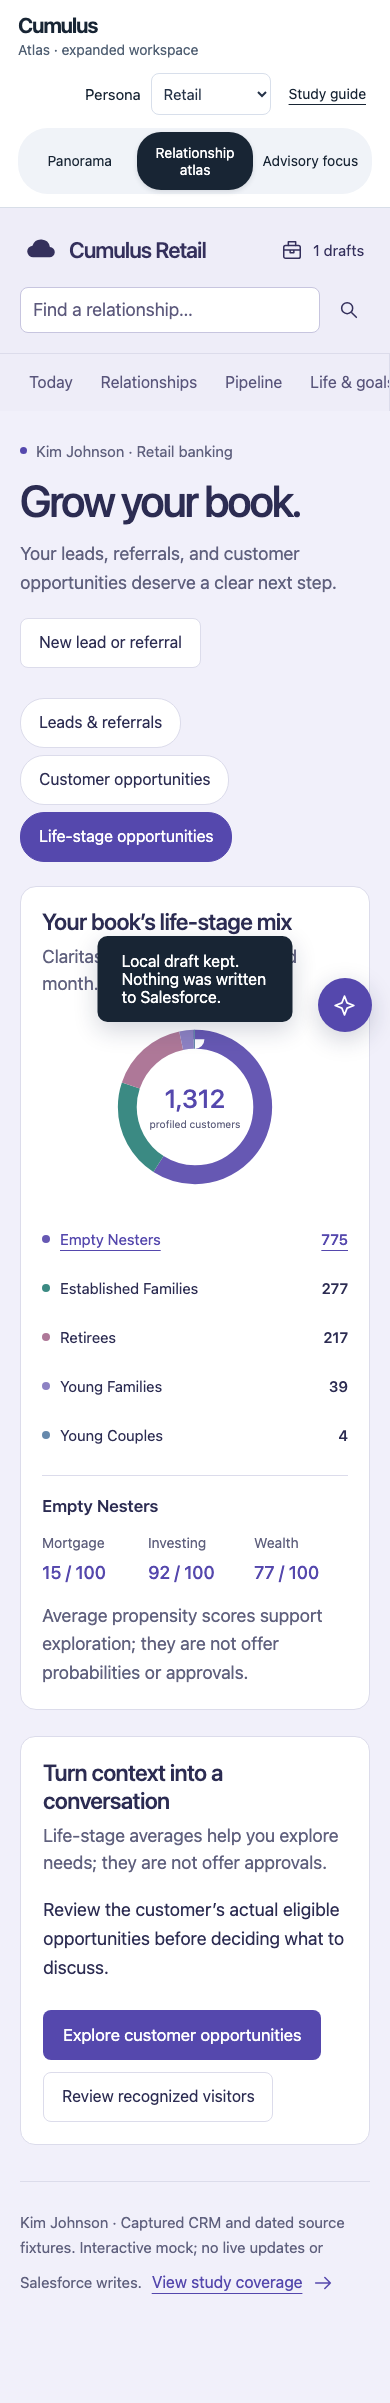 Cumulus
Atlas · expanded workspace
Persona Retail Study guide
Panorama Relationship atlas Advisory focus
Cumulus Retail 1 drafts
Find a relationship...
Today Relationships Pipeline Life & goals
Kim Johnson · Retail banking
Grow your book.
Your leads, referrals, and customer
opportunities deserve a clear next step.
New lead or referral
Leads & referrals
Customer opportunities
Life-stage opportunities
Your book’s life-stage mix
Claritas
month.
Local draft kept.
Nothing was written
to Salesforce.
1,312
profiled customers
Empty Nesters 775
Established Families 277
Retirees 217
Young Families 39
Young Couples 4
Empty Nesters
Mortgage Investing Wealth
15 / 100 92 / 100 77 / 100
Average propensity scores support
exploration; they are not offer
probabilities or approvals.
Turn context into a
conversation
Life-stage averages help you explore
needs; they are not offer approvals.
Review the customer’s actual eligible
opportunities before deciding what to
discuss.
Explore customer opportunities
Review recognized visitors
Kim Johnson · Captured CRM and dated source
fixtures. Interactive mock; no live updates or
Salesforce writes. View study coverage →